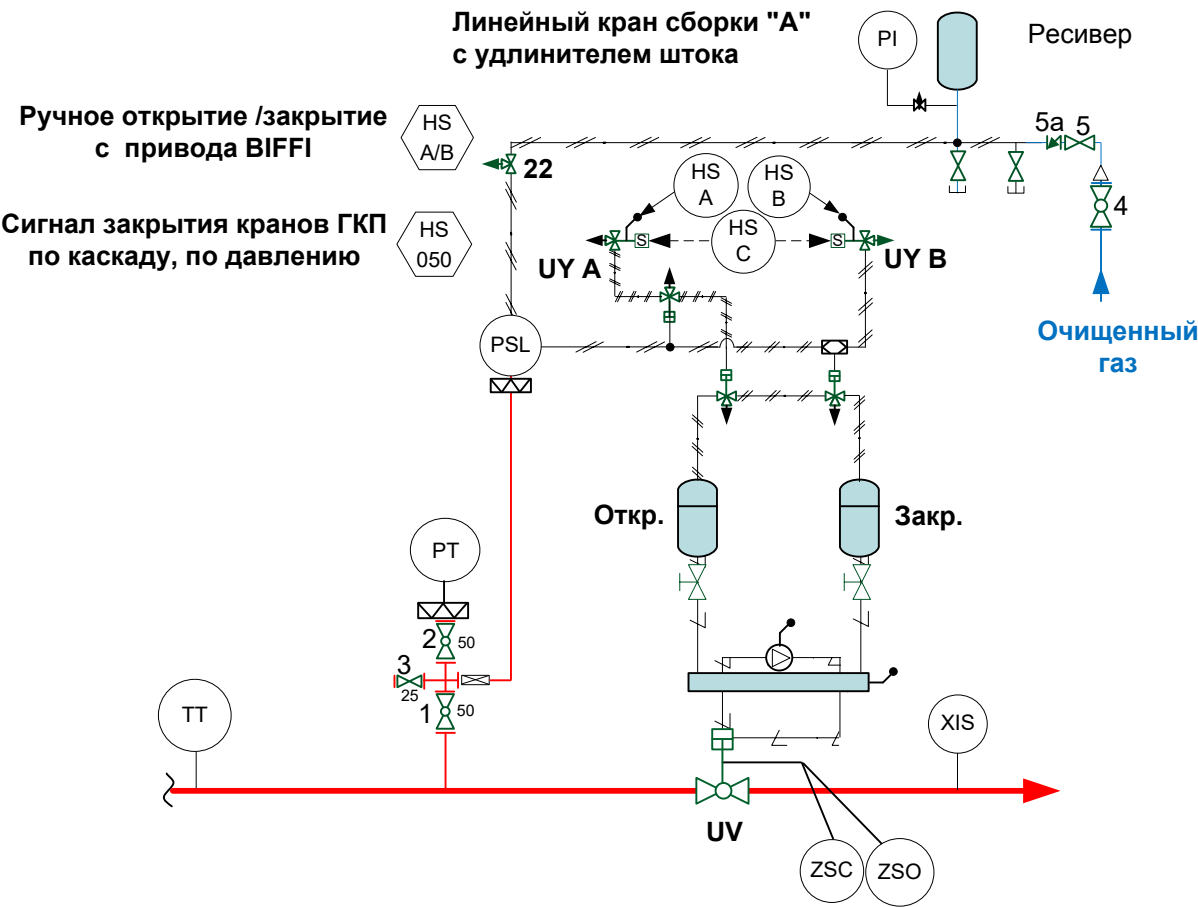 Линейный кран сборки "А"
с удлинителем штока
PI
Ресивер
Ручное открытие /закрытие
с привода BIFFI
HS
A/B
22
5a
5
4
HS
A
HS
B
HS
C
S
S
UY A
UY B
Сигнал закрытия кранов ГКП
по каскаду, по давлению
HS
050
Очищенный
газ
PSL
Откр.
Закр.
PT
2
50
3
25
1
50
TT
XIS
UV
ZSC
ZSO